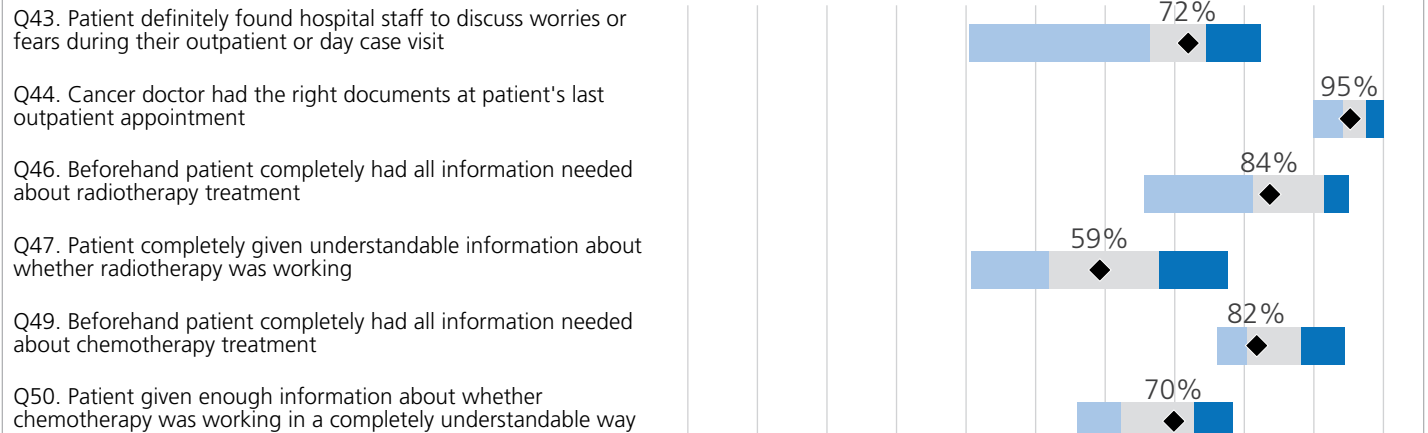 Q43. Patient definitely found hospital staff to discuss worries or
fears during their outpatient or day case visit
72%
Q44. Cancer doctor had the right documents at patient's last
outpatient appointment
95%
Q46. Beforehand patient completely had all information needed
about radiotherapy treatment
84%
Q47. Patient completely given understandable information about
whether radiotherapy was working
59%
Q49. Beforehand patient completely had all information needed
about chemotherapy treatment
82%
Q50. Patient given enough information about whether
chemotherapy was working in a completely understandable way
70%